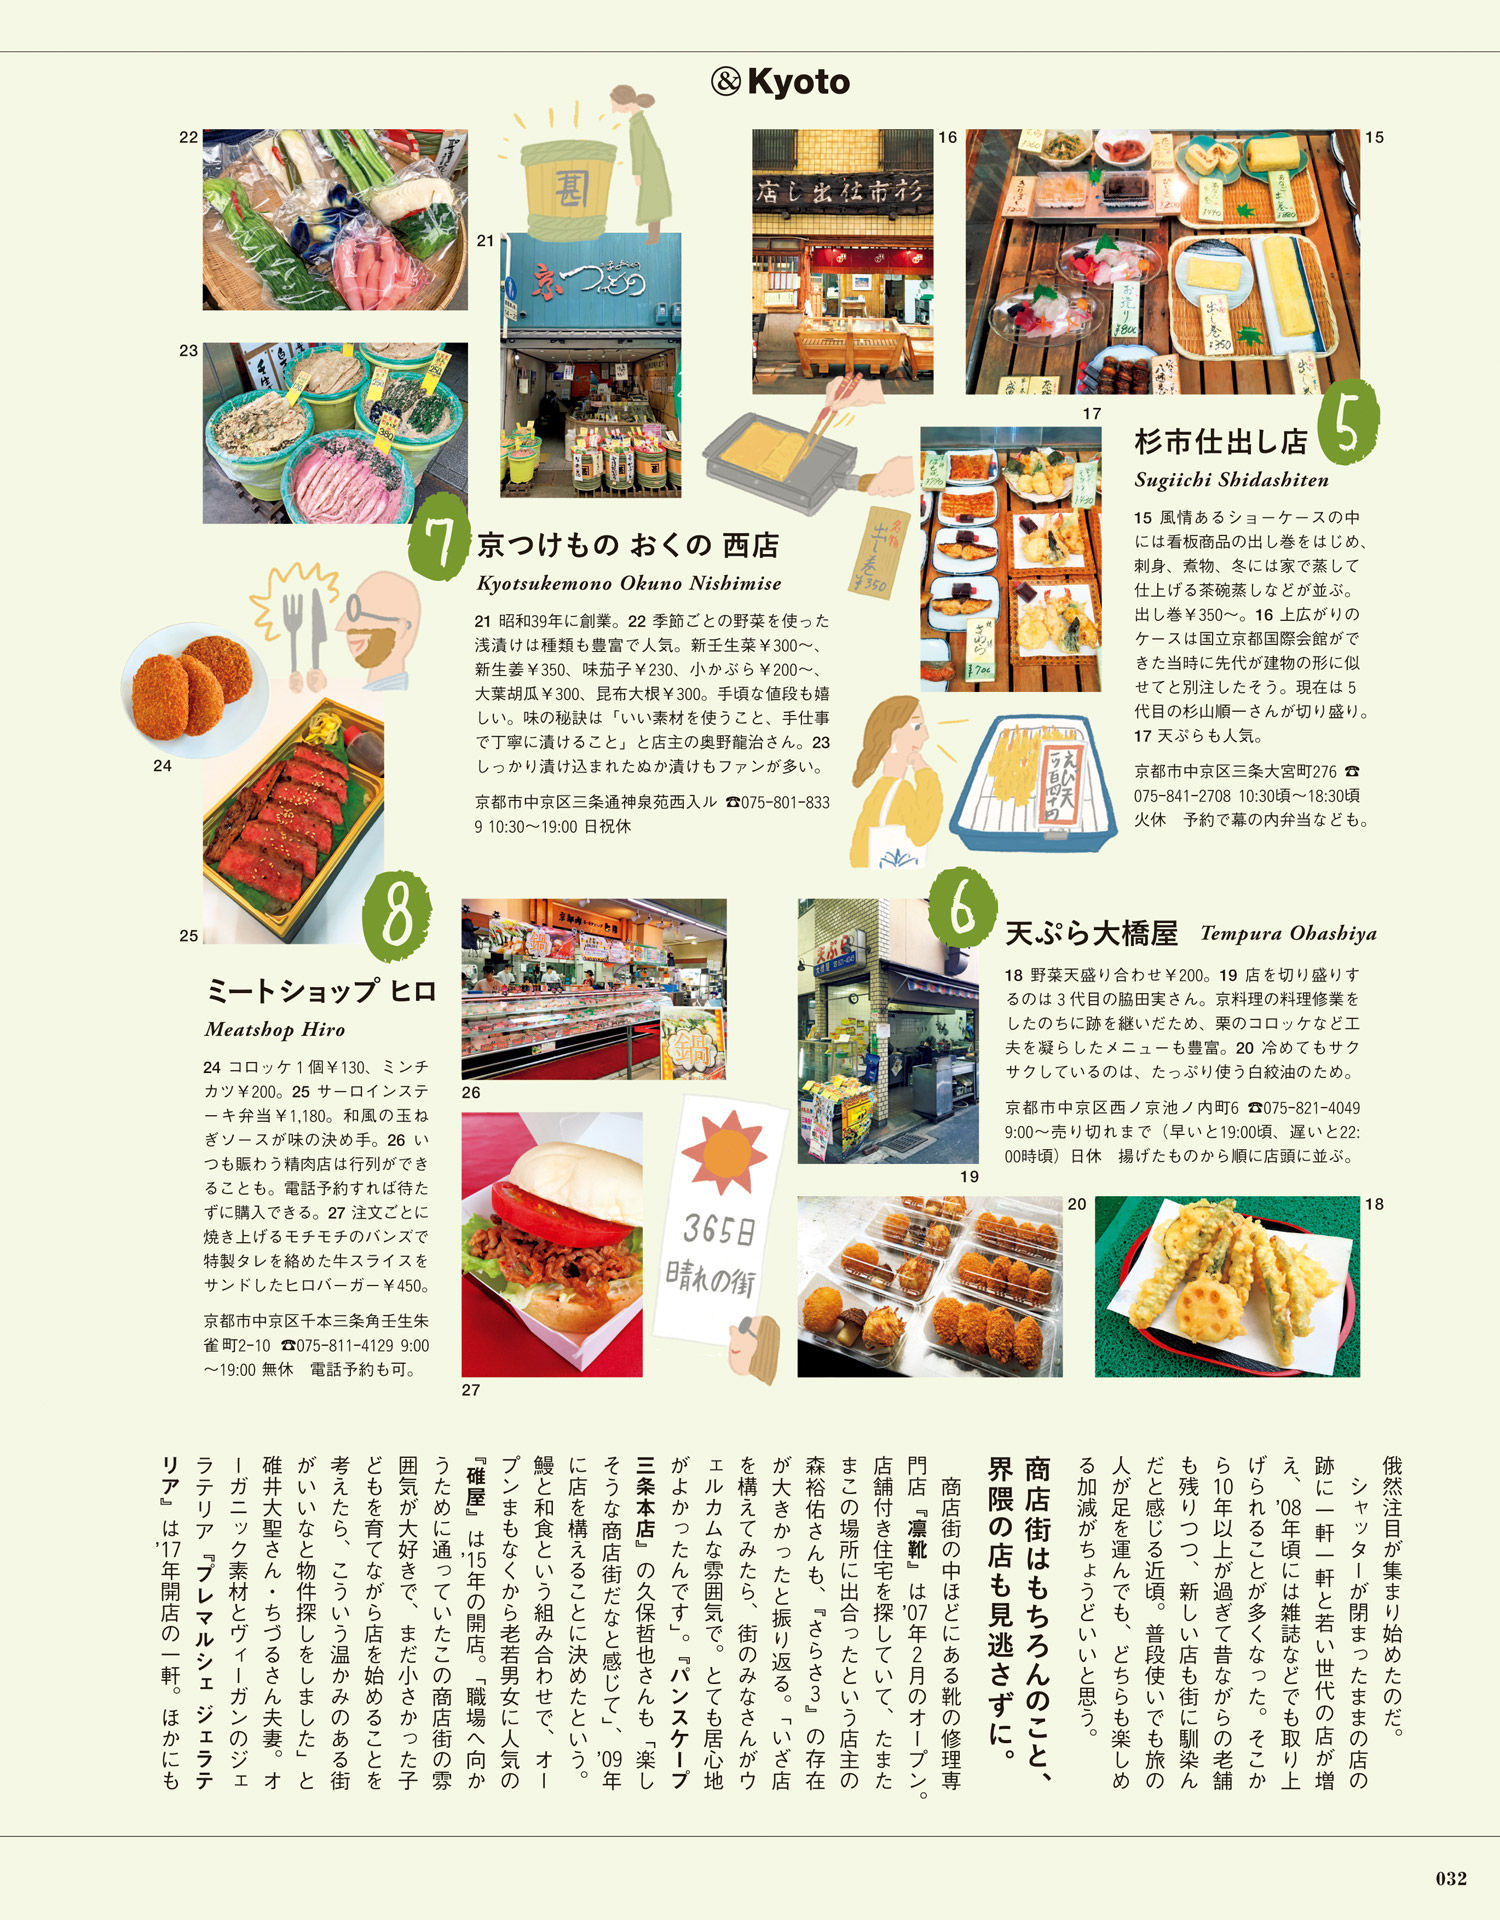 &Kyoto
22
21
16
15
杉市仕出し店
京つけもの
23
17
24
25
26
27
19
20
18
5
杉市仕出し店
Sugiichi Shidashiten
15 風情あるショーケースの中
には看板商品の出し巻をはじめ、
刺身、煮物、冬には家で蒸して
仕上げる茶碗蒸しなどが並ぶ。
出し巻¥350〜。16 上広がりの
ケースは国立京都国際会館がで
きた当時に先代が建物の形に似
せてと別注したそう。現在は5
代目の杉山順一さんが切り盛り。
17 天ぷらも人気。
京都市中京区三条大宮町276 ☎
075-841-2708 10:30頃〜18:30頃
火休 予約で幕の内弁当なども。
名物
出し巻
¥350
えび天
一ツ百四十円
6
天ぷら大橋屋 Tempura Ohashiya
18 野菜天盛り合わせ¥200。19 店を切り盛りす
るのは3代目の脇田実さん。京料理の料理修業を
したのちに跡を継いだため、栗のコロッケなど工
夫を凝らしたメニューも豊富。20 冷めてもサク
サクしているのは、たっぷり使う白絞油のため。
京都市中京区西ノ京池ノ内町6 ☎075-821-4049
9:00〜売り切れまで（早いと19:00頃、遅いと22:
00時頃）日休 揚げたものから順に店頭に並ぶ。
7
京つけもの おくの 西店
Kyotsukemono Okuno Nishimise
21 昭和39年に創業。22 季節ごとの野菜を使った
浅漬けは種類も豊富で人気。新壬生菜¥300〜、
新生姜¥350、味茄子¥230、小かぶら¥200〜、
大葉胡瓜¥300、昆布大根¥300。手頃な値段も嬉
しい。味の秘訣は「いい素材を使うこと、手仕事
で丁寧に漬けること」と店主の奥野龍治さん。23
しっかり漬け込まれたぬか漬けもファンが多い。
京都市中京区三条通神泉苑西入ル ☎075-801-833
9 10:30〜19:00 日祝休
8
ミートショップ ヒロ
Meatshop Hiro
24 コロッケ1個¥130、ミンチ
カツ¥200。25 サーロインステ
ーキ弁当¥1,180。和風の玉ね
ぎソースが味の決め手。26 い
つも賑わう精肉店は行列ができ
ることも。電話予約すれば待た
ずに購入できる。27 注文ごとに
焼き上げるモチモチのバンズで
特製タレを絡めた牛スライスを
サンドしたヒロバーガー¥450。
京都市中京区千本三条角壬生朱
雀町2-10 ☎075-811-4129 9:00
〜19:00 無休 電話予約も可。
鍋
天ぷら
大橋屋
365日
晴れの街
俄然注目が集まり始めたのだ。
シャッターが閉まったままの店の
跡に一軒一軒と若い世代の店が増
え、'08年頃には雑誌などでも取り上
げられることが多くなった。そこか
ら10年以上が過ぎて昔ながらの老舗
も残りつつ、新しい店も街に馴染ん
だと感じる近頃。普段使いでも旅の
人が足を運んでも、どちらも楽しめ
る加減がちょうどいいと思う。
商店街はもちろんのこと、
界隈の店も見逃さずに。
商店街の中ほどにある靴の修理専
門店『凛靴』は'07年2月のオープン。
店舗付き住宅を探していて、たまた
まこの場所に出合ったという店主の
森裕佑さんも、『さらさ3』の存在
が大きかったと振り返る。「いざ店
を構えてみたら、街のみなさんがウ
ェルカムな雰囲気で。とても居心地
がよかったんです」。『パンスケープ
三条本店』の久保哲也さんも「楽し
そうな商店街だなと感じて」、'09年
に店を構えることに決めたという。
鰻と和食という組み合わせで、オー
プンまもなくから老若男女に人気の
『碓屋』は'15年の開店。「職場へ向か
うために通っていたこの商店街の雰
囲気が大好きで、まだ小さかった子
どもを育てながら店を始めることを
考えたら、こういう温かみのある街
がいいなと物件探しをしました」と
碓井大聖さん・ちづるさん夫妻。オ
ーガニック素材とヴィーガンのジェ
ラテリア『プレマルシェ ジェラテ
リア』は'17年開店の一軒。ほかにも
032